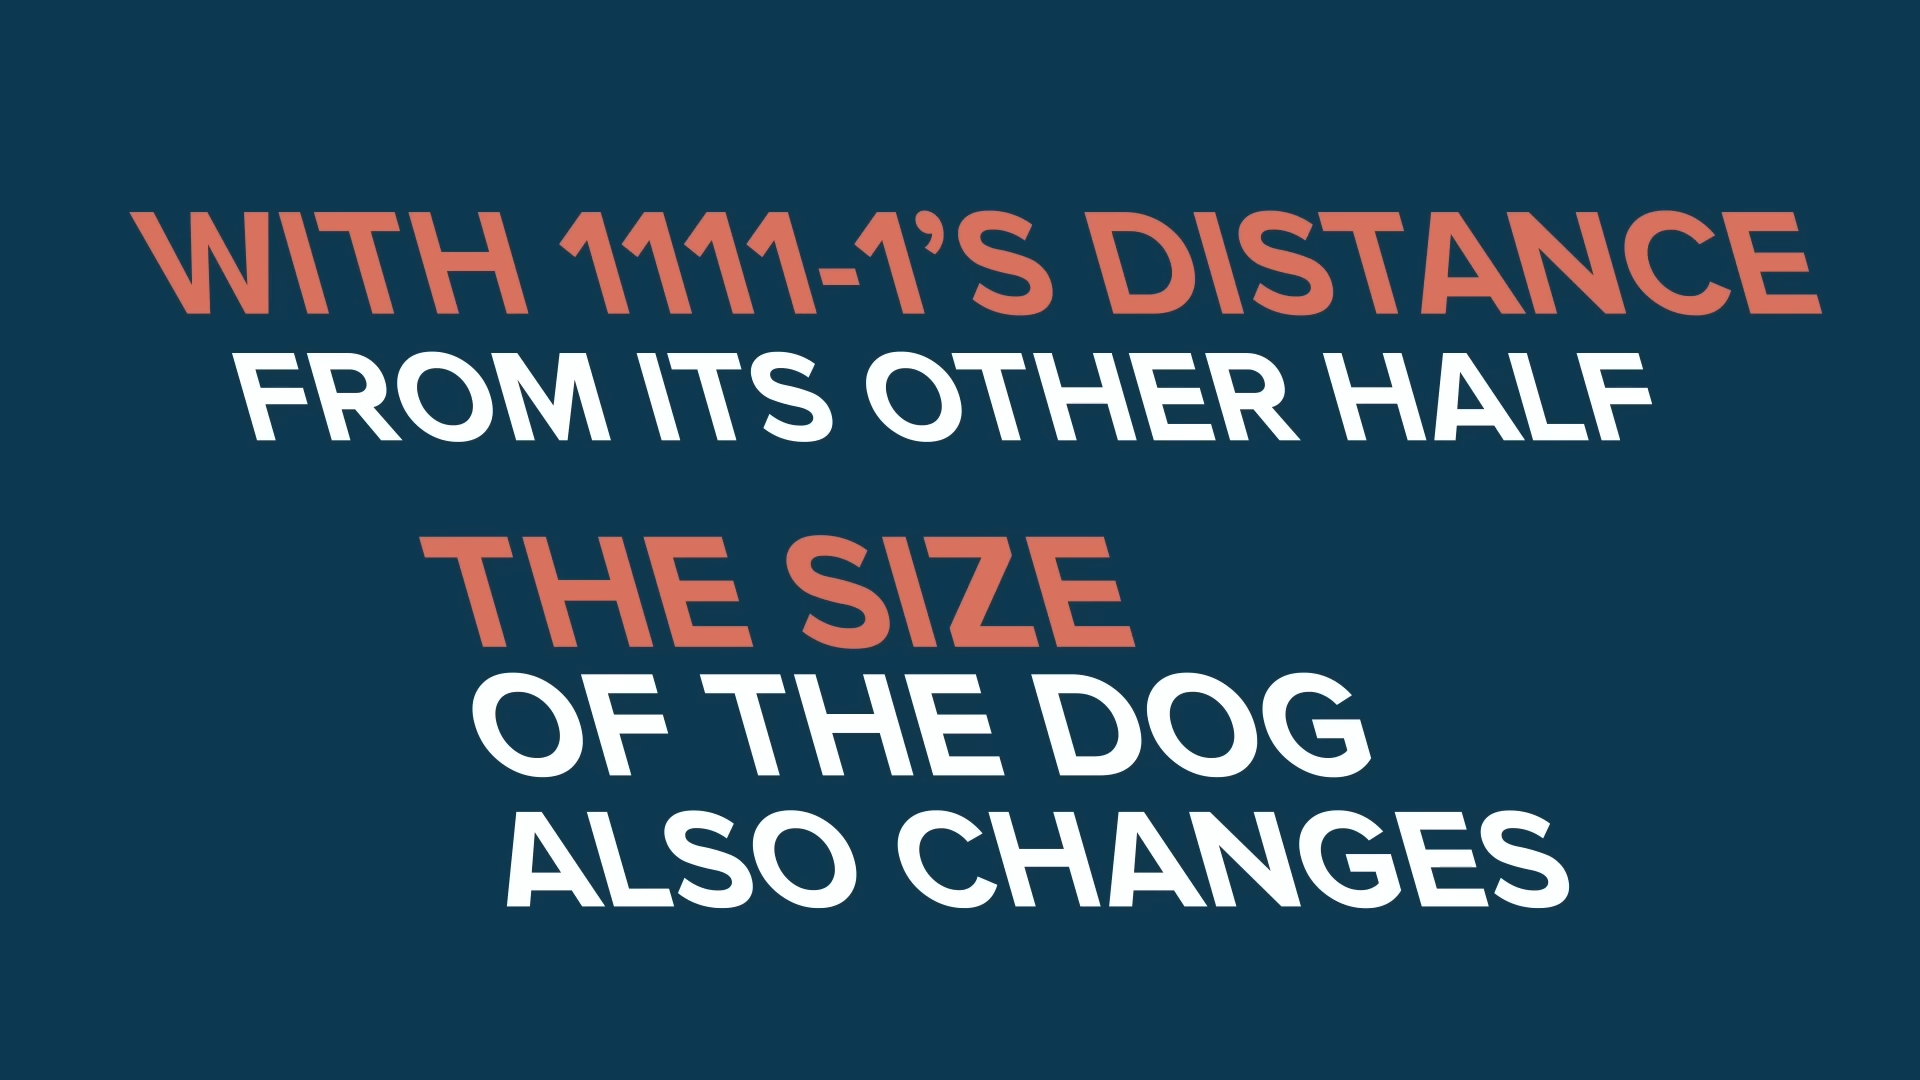 WITH 1111-1’S DISTANCE
FROM ITS OTHER HALF
THE SIZE
OF THE DOG
ALSO CHANGES